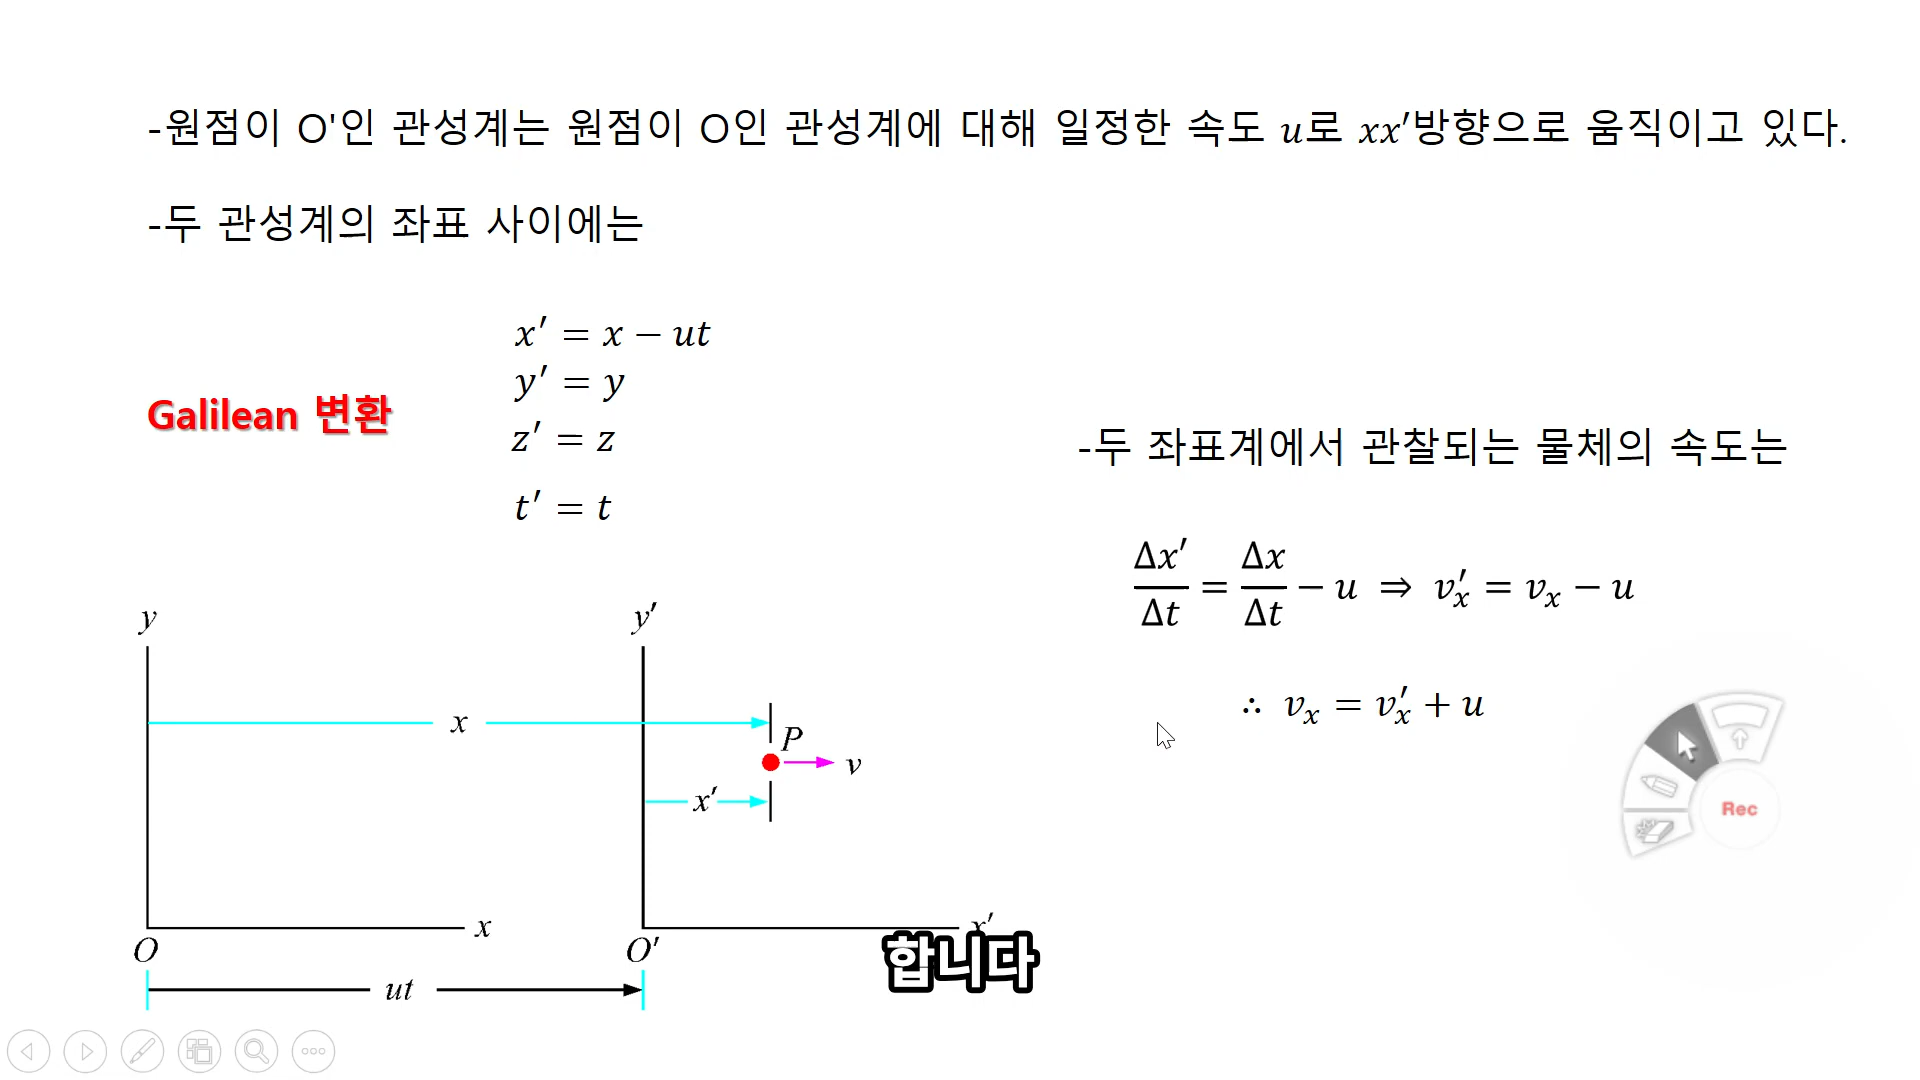 -원점이 O'인 관성계는 원점이 O인 관성계에 대해 일정한 속도 u로 xx′방향으로 움직이고 있다.
-두 관성계의 좌표 사이에는
x′ = x − ut
y′ = y
Galilean 변환
z′ = z
t′ = t
-두 좌표계에서 관찰되는 물체의 속도는
Δx′/Δt = Δx/Δt − u ⇒ v′ₓ = vₓ − u
∴ vₓ = v′ₓ + u
y
y′
x
P
v
x′
x
x′
O
O′
ut
합니다
Rec